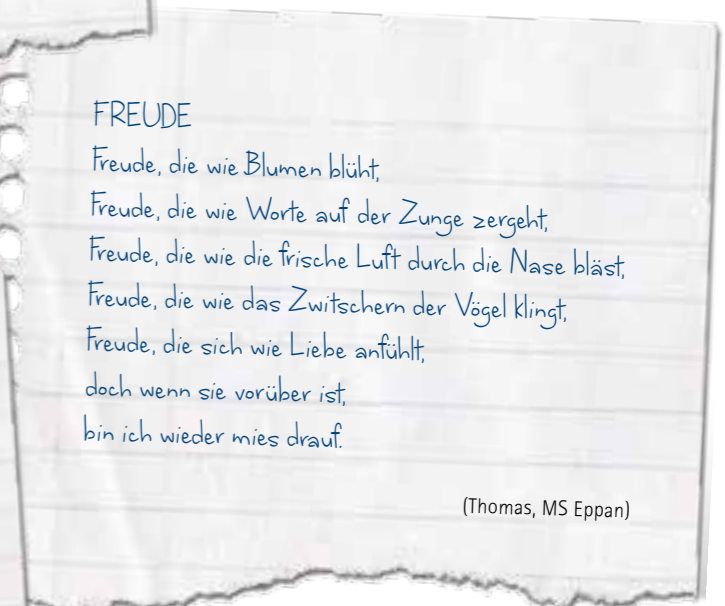 FREUDE
Freude, die wie Blumen blüht,
Freude, die wie Worte auf der Zunge zergeht,
Freude, die wie die frische Luft durch die Nase bläst,
Freude, die wie das Zwitschern der Vögel klingt,
Freude, die sich wie Liebe anfühlt,
doch wenn sie vorüber ist,
bin ich wieder mies drauf.
(Thomas, MS Eppan)